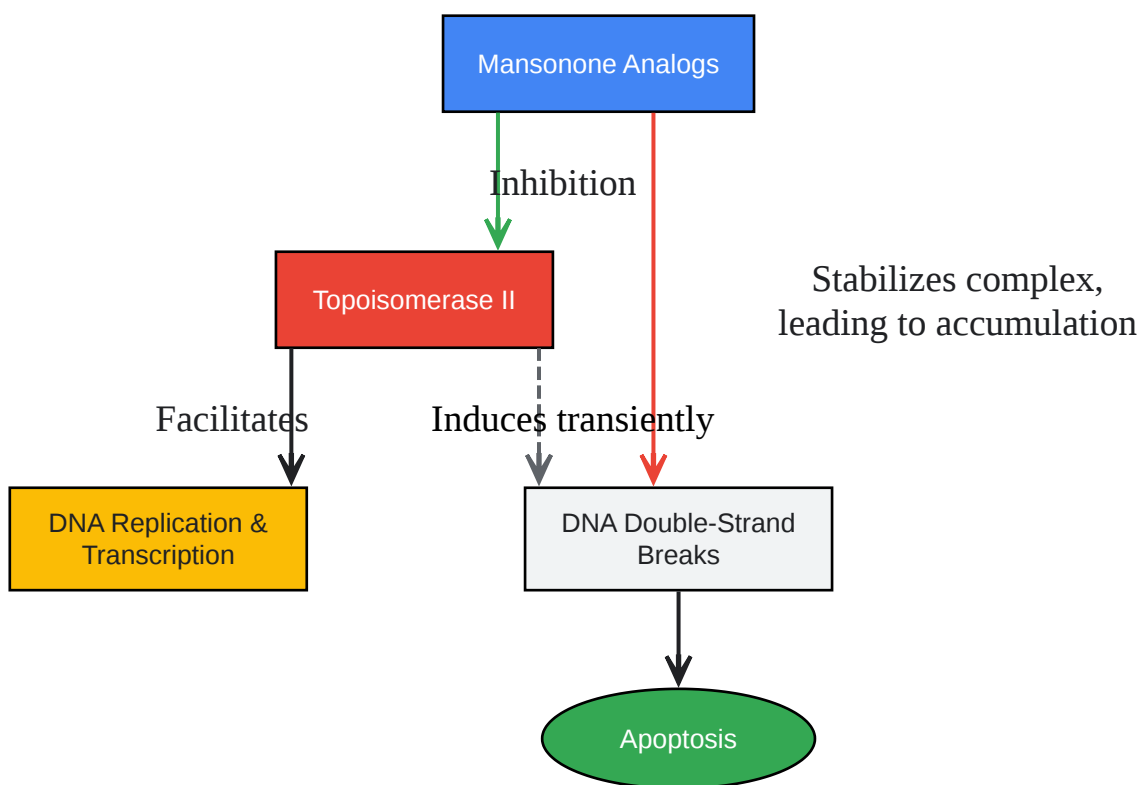 Mansonone Analogs
Inhibition
Topoisomerase II
Stabilizes complex,
leading to accumulation
Facilitates
Induces transiently
DNA Replication &
Transcription
DNA Double-Strand
Breaks
Apoptosis